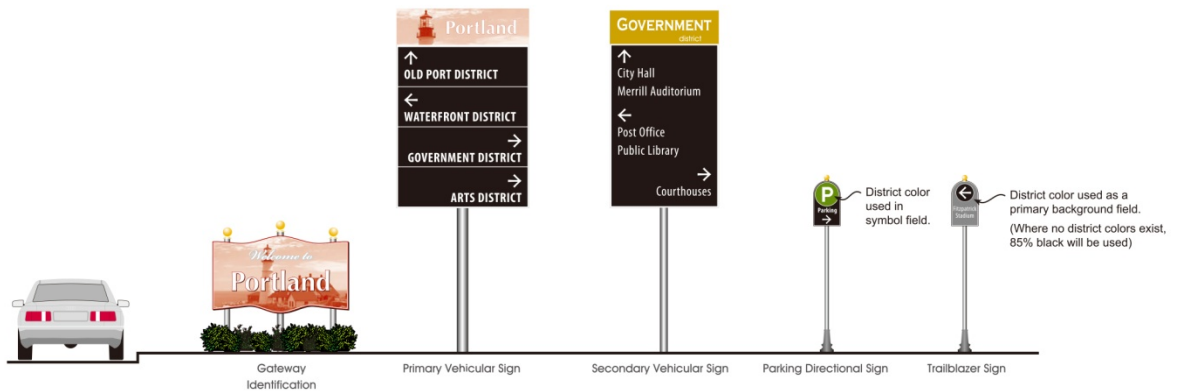 Portland
OLD PORT DISTRICT
WATERFRONT DISTRICT
GOVERNMENT DISTRICT
ARTS DISTRICT
GOVERNMENT
district
City Hall
Merrill Auditorium
Post Office
Public Library
Courthouses
P
Parking
District color
used in
symbol field.
Fitzpatrick
Stadium
District color used as a
primary background field.
(Where no district colors exist,
85% black will be used)
Welcome to
Portland
Gateway
Identification
Primary Vehicular Sign
Secondary Vehicular Sign
Parking Directional Sign
Trailblazer Sign